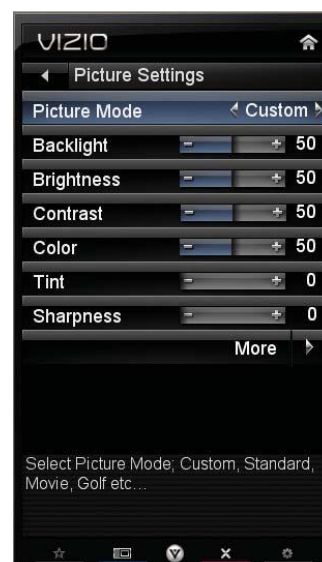 VIZIO
Picture Settings
Picture Mode Custom
Backlight - + 50
Brightness - + 50
Contrast - + 50
Color - + 50
Tint - + 0
Sharpness - + 0
More
Select Picture Mode; Custom, Standard,
Movie, Golf etc...
V X